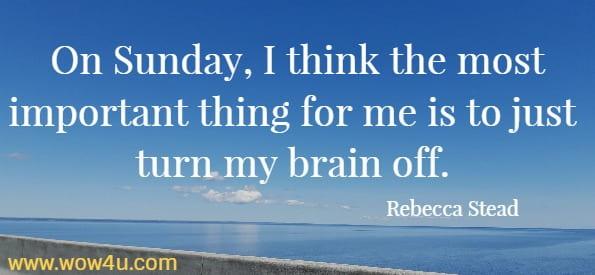 On Sunday, I think the most
important thing for me is to just
turn my brain off.
Rebecca Stead
www.wow4u.com